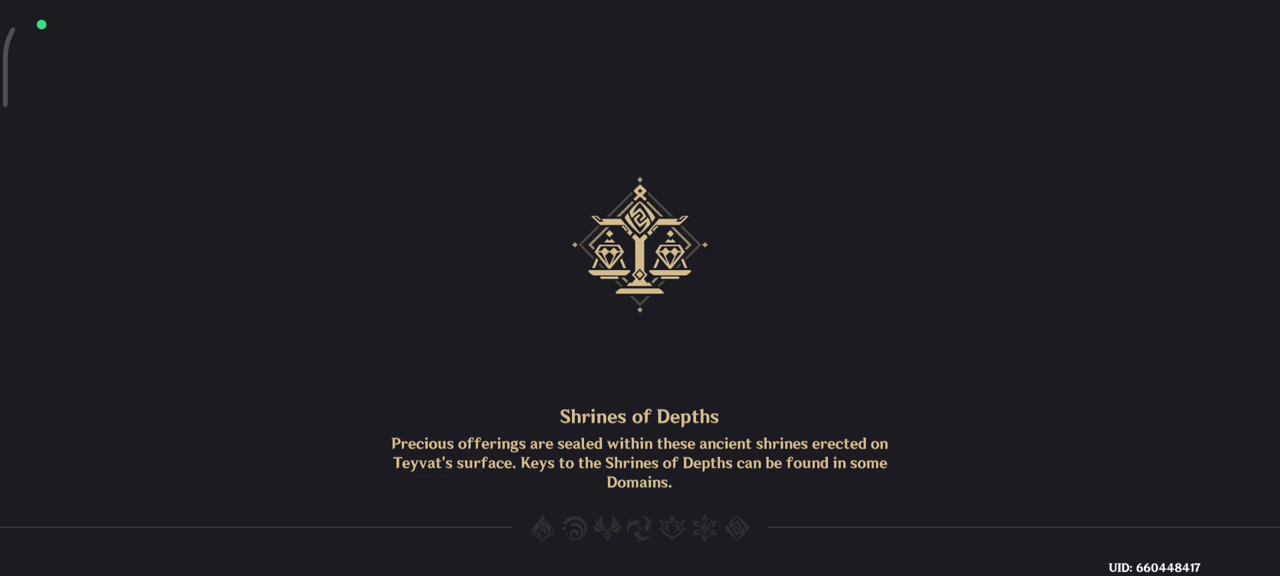 Shrines of Depths
Precious offerings are sealed within these ancient shrines erected on
Teyvat's surface. Keys to the Shrines of Depths can be found in some
Domains.
UID: 660448417